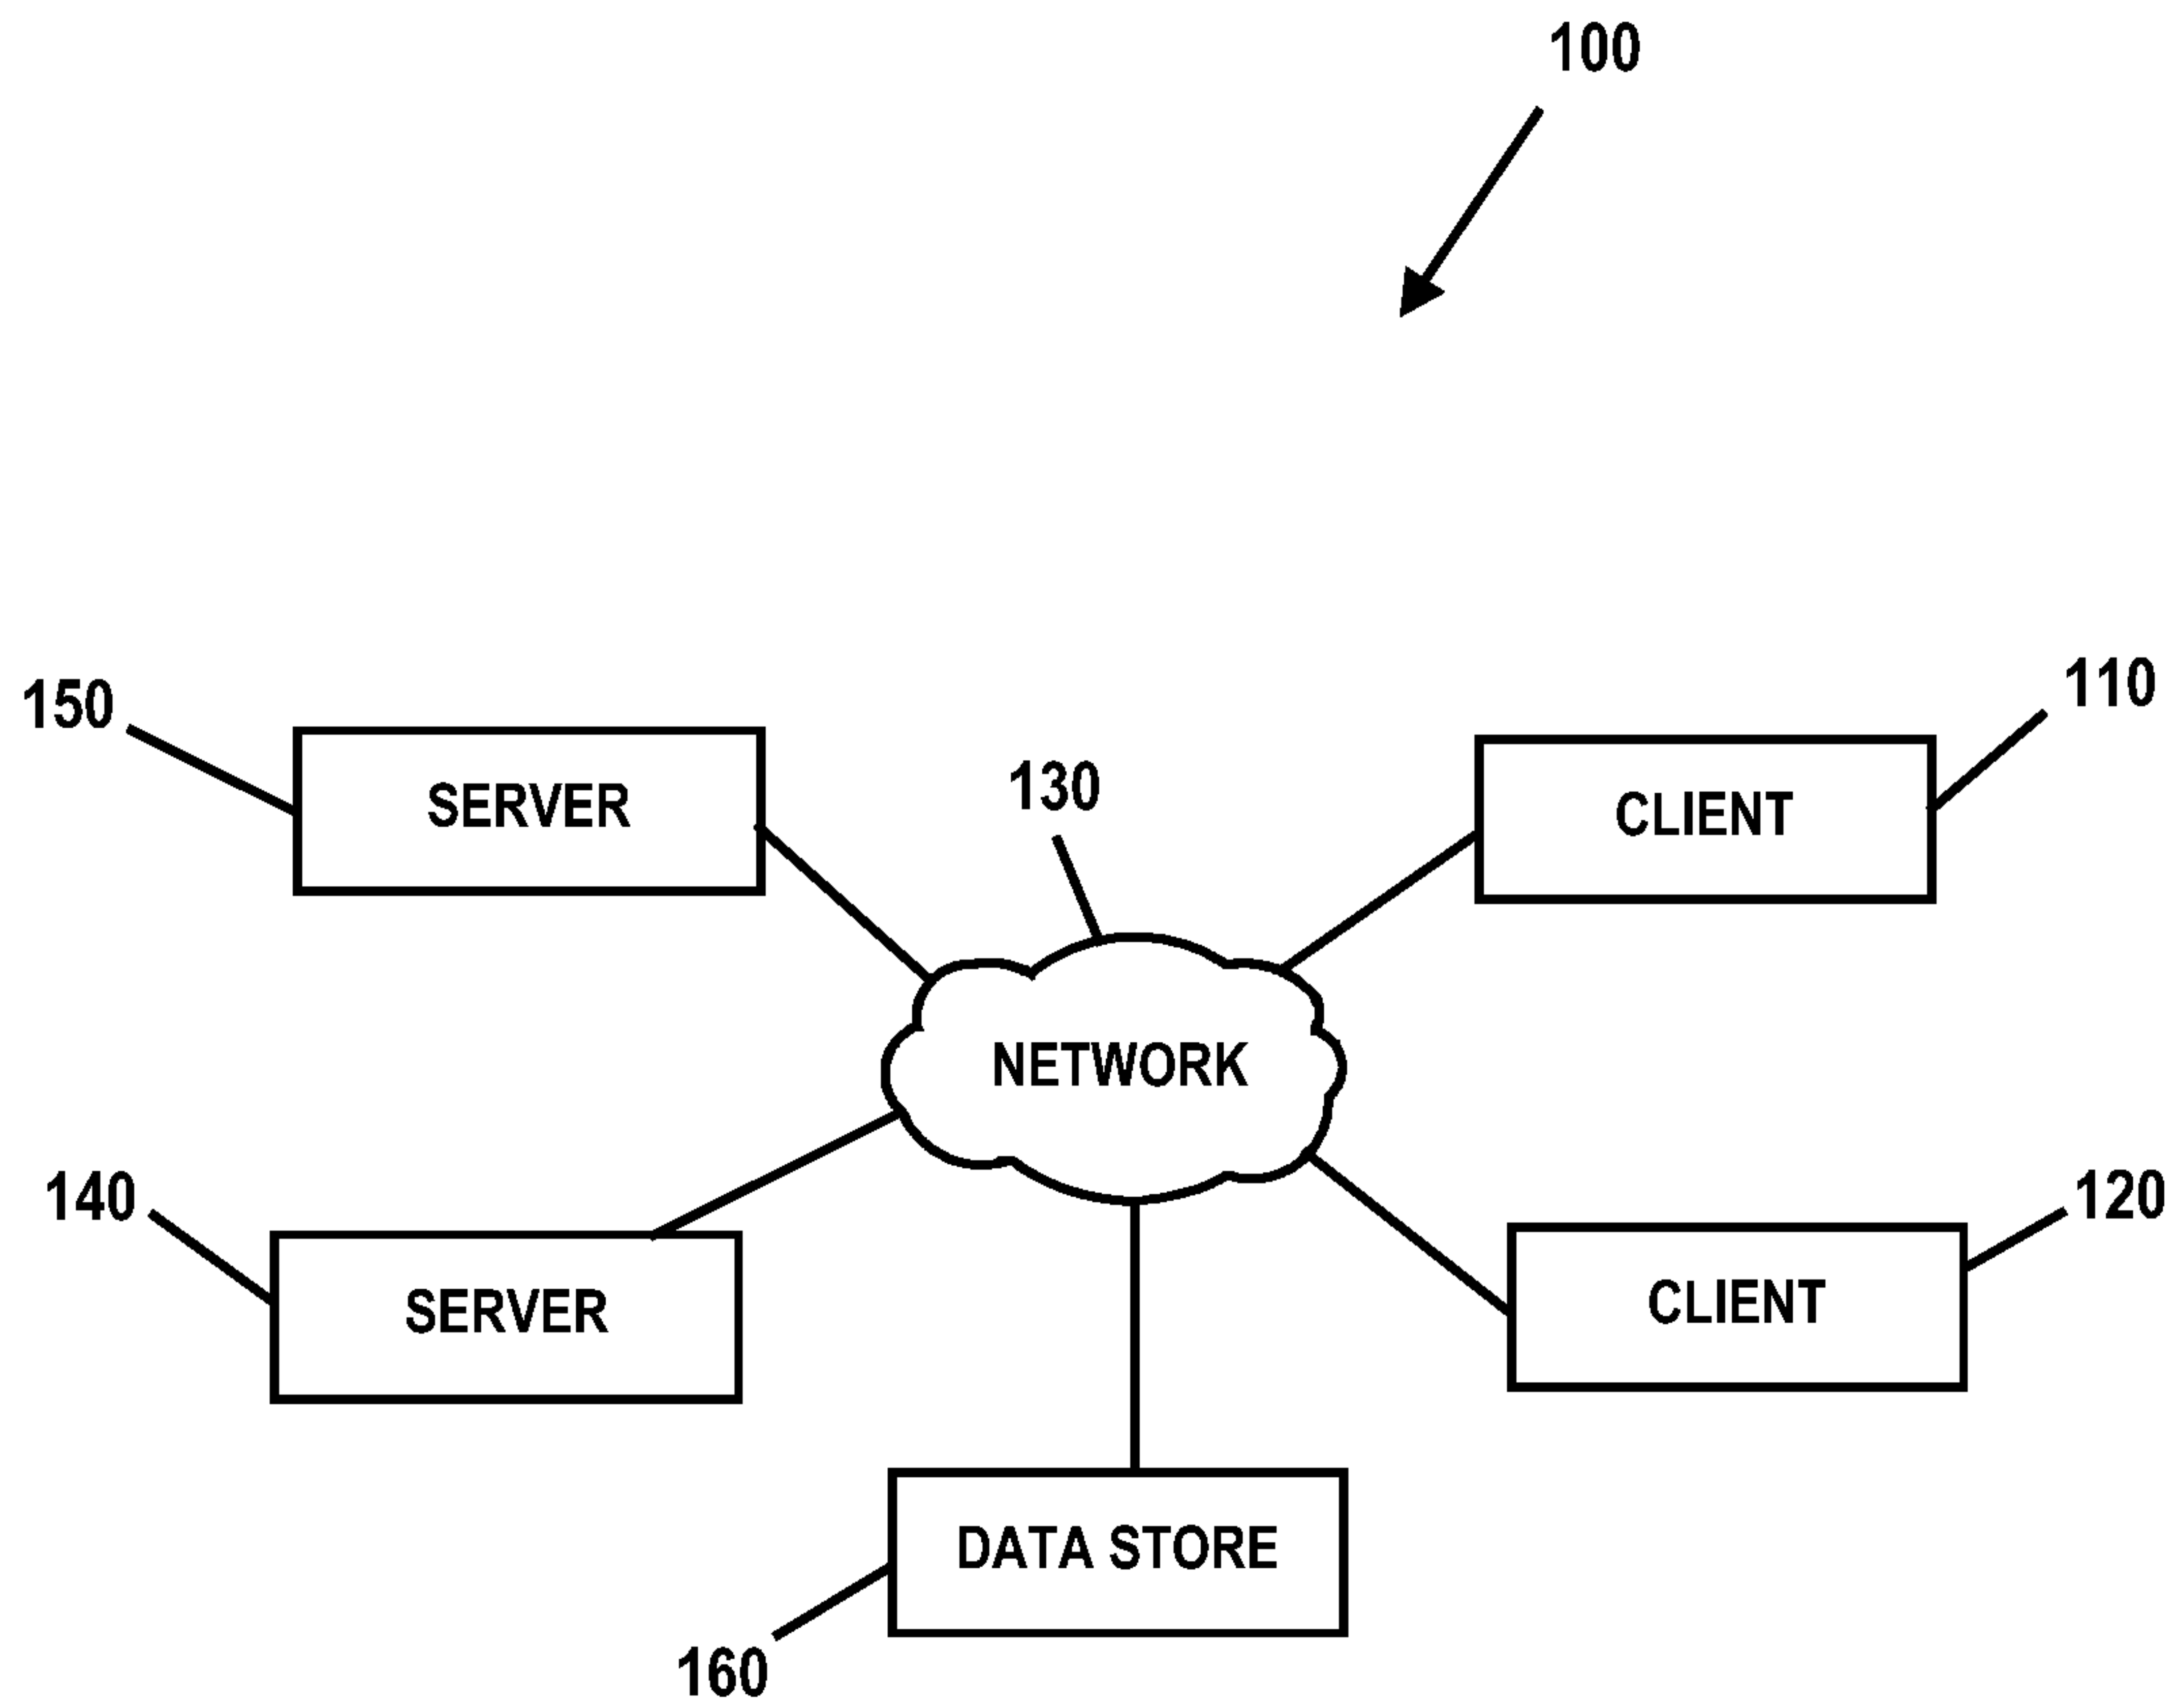 100
150
110
SERVER
130
CLIENT
NETWORK
140
120
SERVER
CLIENT
DATA STORE
160